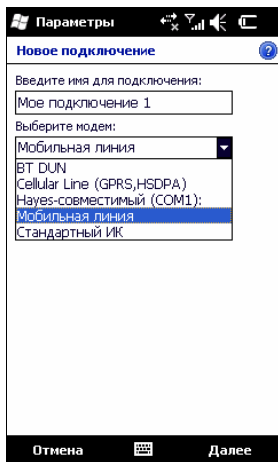 Параметры
Новое подключение
Введите имя для подключения:
Мое подключение 1
Выберите модем:
Мобильная линия
BT DUN
Cellular Line (GPRS,HSDPA)
Hayes-совместимый (COM1):
Мобильная линия
Стандартный ИК
Отмена Далее